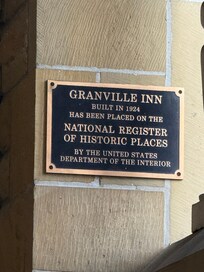 GRANVILLE INN
BUILT IN 1924
HAS BEEN PLACED ON THE
NATIONAL REGISTER
OF HISTORIC PLACES
BY THE UNITED STATES
DEPARTMENT OF THE INTERIOR